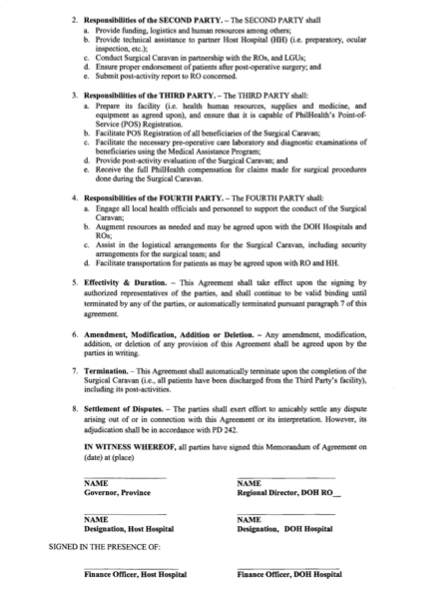 2. Responsibilities of the SECOND PARTY. – The SECOND PARTY shall
a. Provide funding, logistics and human resources among others;
b. Provide technical assistance to partner Host Hospital (HH) (i.e. preparatory, ocular
inspection, etc.);
c. Conduct Surgical Caravan in partnership with the ROs, and LGUs;
d. Ensure proper endorsement of patients after post-operative surgery; and
e. Submit post-activity report to RO concerned.
3. Responsibilities of the THIRD PARTY. – The THIRD PARTY shall:
a. Prepare its facility (i.e. health human resources, supplies and medicine, and
equipment as agreed upon), and ensure that it is capable of PhilHealth's Point-of-
Service (POS) Registration.
b. Facilitate POS Registration of all beneficiaries of the Surgical Caravan;
c. Facilitate the necessary pre-operative care laboratory and diagnostic examinations of
beneficiaries using the Medical Assistance Program;
d. Provide post-activity evaluation of the Surgical Caravan; and
e. Receive the full PhilHealth compensation for claims made for surgical procedures
done during the Surgical Caravan.
4. Responsibilities of the FOURTH PARTY. – The FOURTH PARTY shall:
a. Engage all local health officials and personnel to support the conduct of the Surgical
Caravan;
b. Augment resources as needed and may be agreed upon with the DOH Hospitals and
ROs;
c. Assist in the logistical arrangements for the Surgical Caravan, including security
arrangements for the surgical team; and
d. Facilitate transportation for patients as may be agreed upon with RO and HH.
5. Effectivity & Duration. – This Agreement shall take effect upon the signing by
authorized representatives of the parties, and shall continue to be valid binding until
terminated by any of the parties, or automatically terminated pursuant paragraph 7 of this
agreement.
6. Amendment, Modification, Addition or Deletion. – Any amendment, modification,
addition, or deletion of any provision of this Agreement shall be agreed upon by the
parties in writing.
7. Termination. – This Agreement shall automatically terminate upon the completion of the
Surgical Caravan (i.e., all patients have been discharged from the Third Party's facility),
including its post-activities.
8. Settlement of Disputes. – The parties shall exert effort to amicably settle any dispute
arising out of or in connection with this Agreement or its interpretation. However, its
adjudication shall be in accordance with PD 242.
IN WITNESS WHEREOF, all parties have signed this Memorandum of Agreement on
(date) at (place)
NAME NAME
Governor, Province Regional Director, DOH RO__
NAME NAME
Designation, Host Hospital Designation, DOH Hospital
SIGNED IN THE PRESENCE OF:
Finance Officer, Host Hospital Finance Officer, DOH Hospital